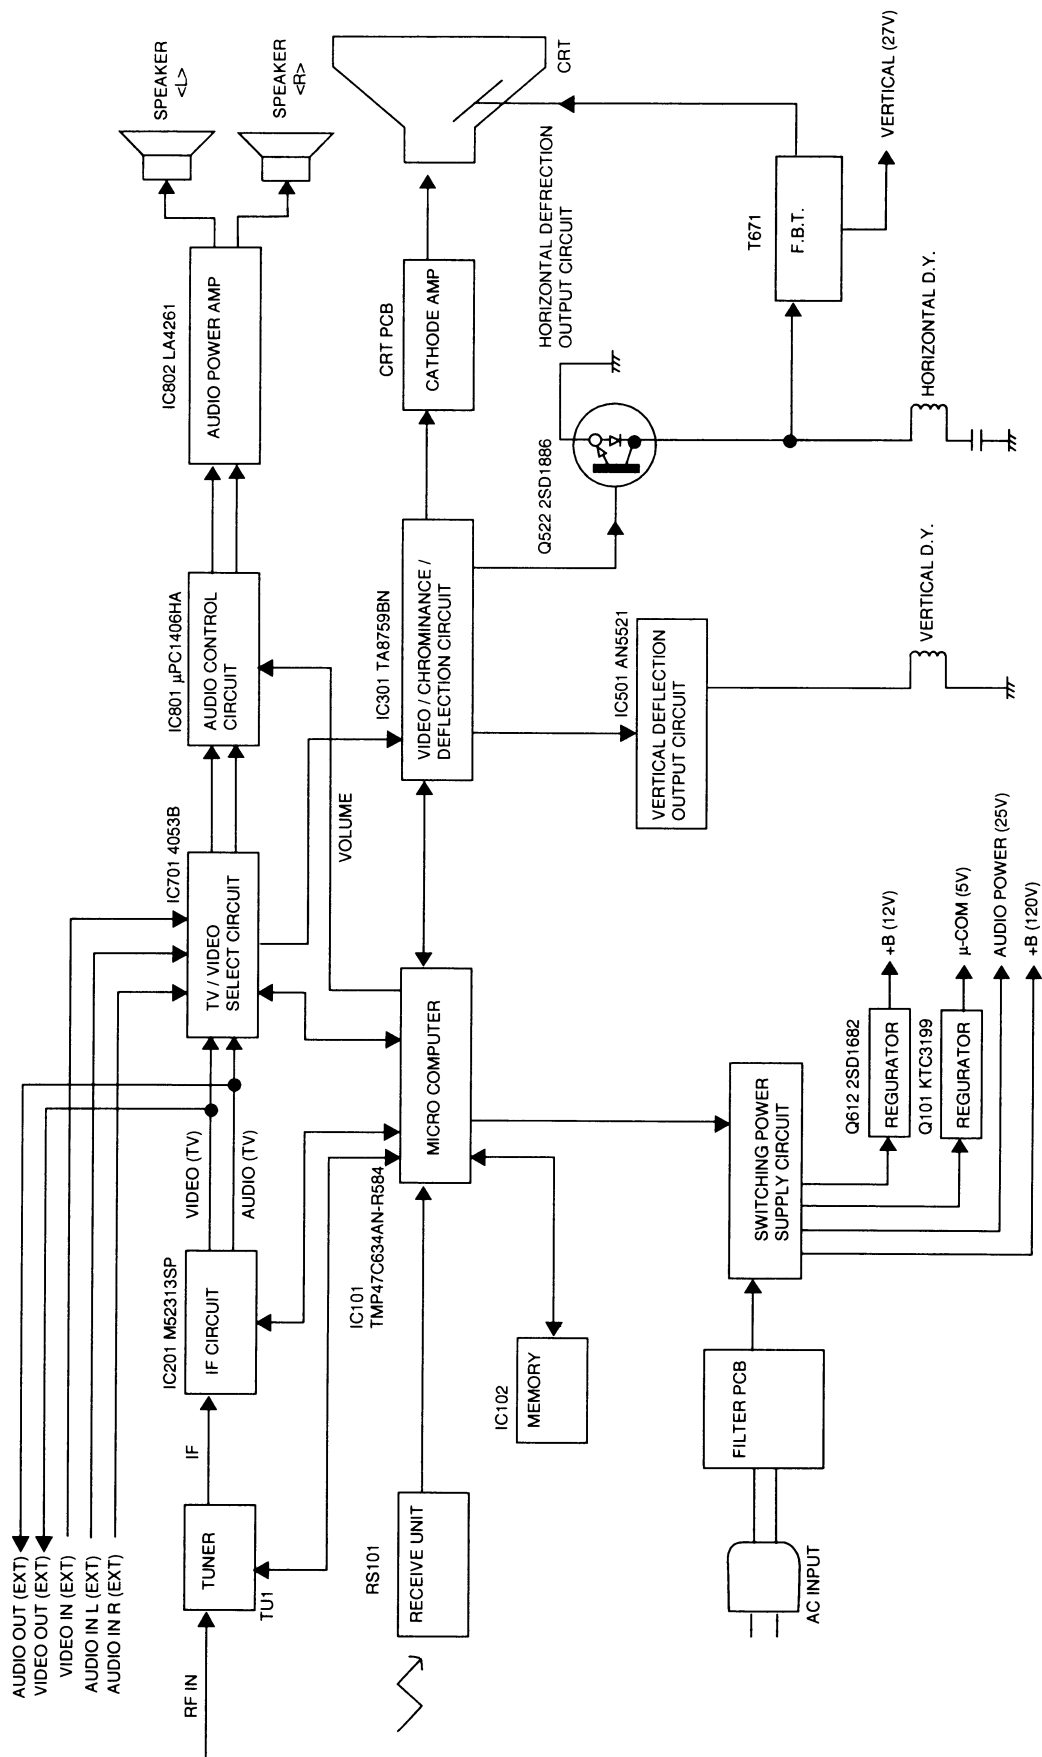 AUDIO OUT (EXT)
VIDEO OUT (EXT)
VIDEO IN (EXT)
AUDIO IN L (EXT)
AUDIO IN R (EXT)
RF IN
TU1
TUNER
IF
IC201 M52313SP
IF CIRCUIT
VIDEO (TV)
AUDIO (TV)
IC701 4053B
TV / VIDEO
SELECT CIRCUIT
IC801 μPC1406HA
AUDIO CONTROL
CIRCUIT
IC802 LA4261
AUDIO POWER AMP
SPEAKER
<L>
SPEAKER
<R>
RS101
RECEIVE UNIT
IC101
TMP47C634AN-R584
MICRO COMPUTER
VOLUME
IC301 TA8759BN
VIDEO / CHROMINANCE /
DEFLECTION CIRCUIT
CRT PCB
CATHODE AMP
CRT
IC102
MEMORY
HORIZONTAL DEFRECTION
OUTPUT CIRCUIT
Q522 2SD1886
IC501 AN5521
VERTICAL DEFLECTION
OUTPUT CIRCUIT
T671
F.B.T.
VERTICAL (27V)
HORIZONTAL D.Y.
VERTICAL D.Y.
AC INPUT
FILTER PCB
SWITCHING POWER
SUPPLY CIRCUIT
Q612 2SD1682
REGURATOR
+B (12V)
Q101 KTC3199
REGURATOR
μ-COM (5V)
AUDIO POWER (25V)
+B (120V)